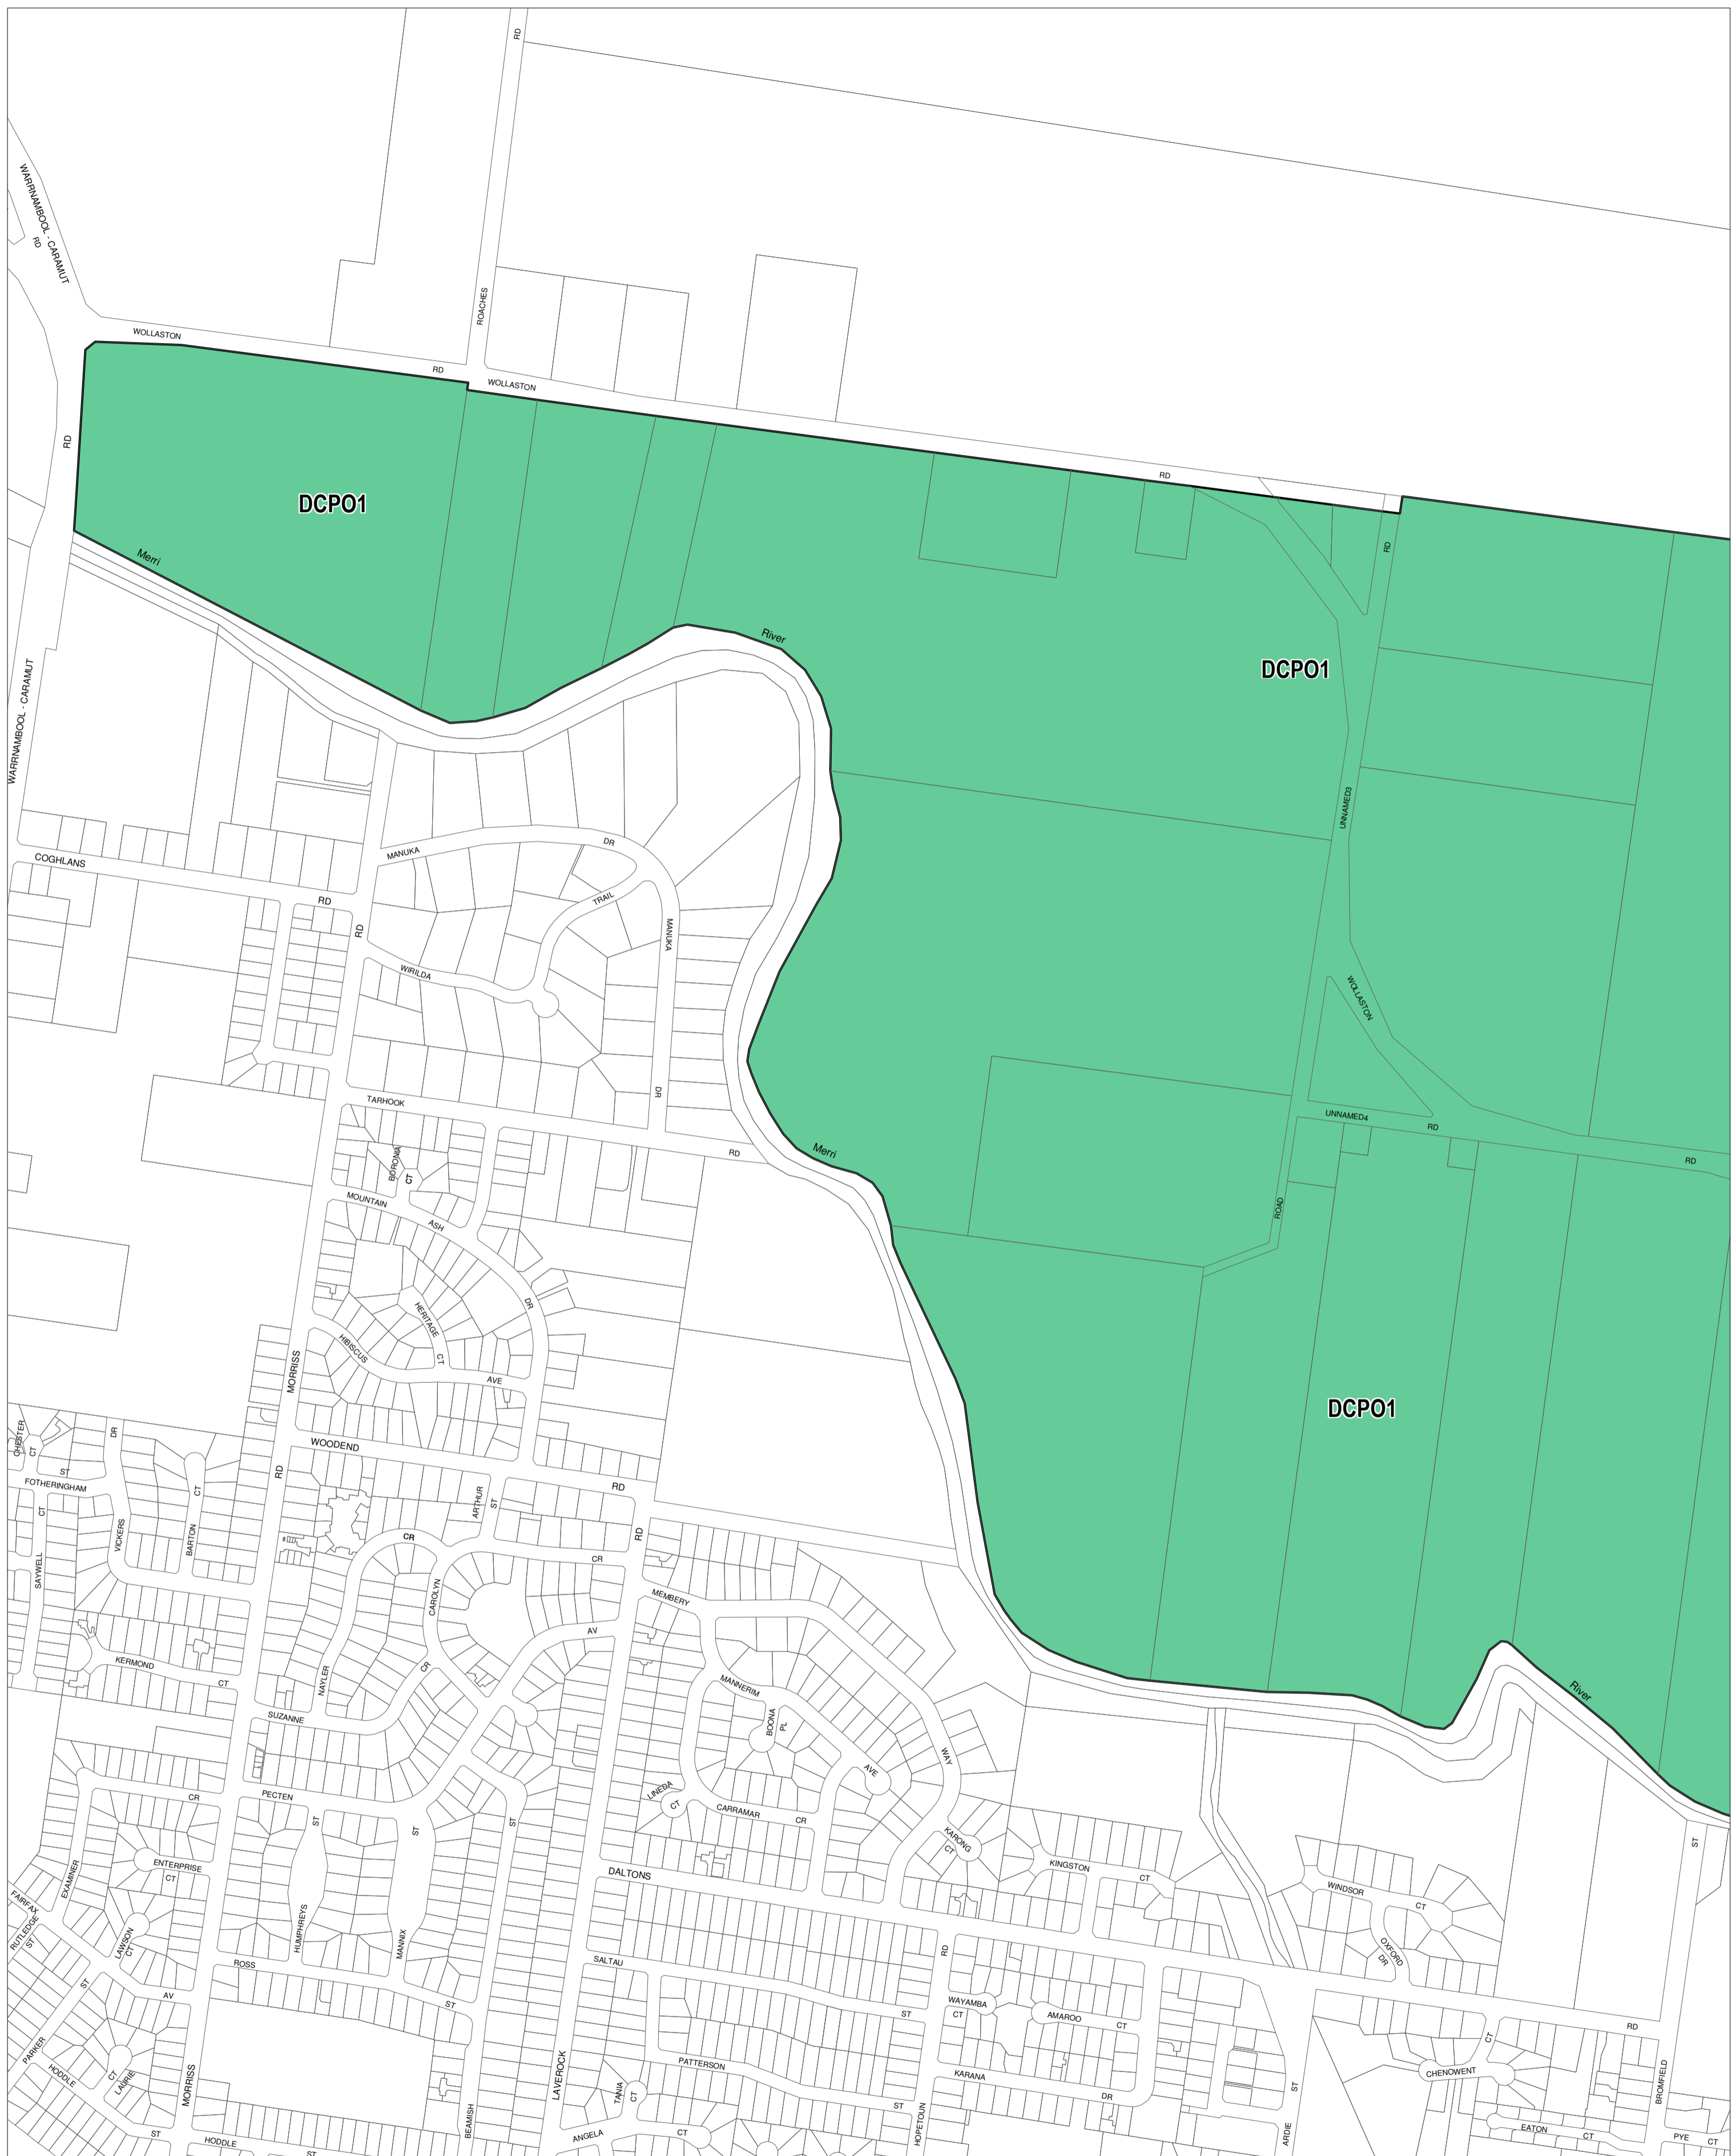 RD
WARRNAMBOOL - CARAMUT
RD
ROACHES
WOLLASTON
RD
WOLLASTON
RD
RD
DCPO1
RD
Merri
River
DCPO1
WARRNAMBOOL - CARAMUT
UNNAMED3
COGHLANS
RD
RD
MANUKA
DR
TRAIL
MANUKA
WIRILDA
WOLLASTON
DR
TARHOOK
RD
UNNAMED4
RD
RD
Merri
BORONIA
CT
MOUNTAIN
ASH
DR
ROAD
HERITAGE
CT
HIBISCUS
AVE
MORRISS
DCPO1
CHESTER
CT
DR
ST
FOTHERINGHAM
WOODEND
RD
RD
CT
SAYWELL
VICKERS
BARTON
CT
ARTHUR
ST
RD
CR
CR
CAROLYN
MEMBERY
AV
KERMOND
CT
NAYLER
CR
SUZANNE
MANNERIM
BOONA
PL
River
WAY
AVE
PECTEN
CR
ST
ST
ST
LINEDA
CT
CARRAMAR
CR
KARONG
CT
KINGSTON
CT
ST
ENTERPRISE
CT
EXAMINER
DALTONS
WINDSOR
CT
FAIRFAX
RUTLEDGE
ST
LAWSON
CT
HUMPHREYS
MANNIX
OXFORD
DR
RD
ROSS
ST
SALTAU
ST
ST
AV
WAYAMBA
CT
AMAROO
CT
RD
PARKER
HODDLE
CT
LAURIE
MORRISS
LAVEROCK
PATTERSON
ST
KARANA
DR
ST
CT
CHENOWENT
BROMFIELD
TANIA
CT
BEAMISH
HOPETOUN
ARDIE
ST
HODDLE
ST
ANGELA
CT
EATON
CT
PYE
CT